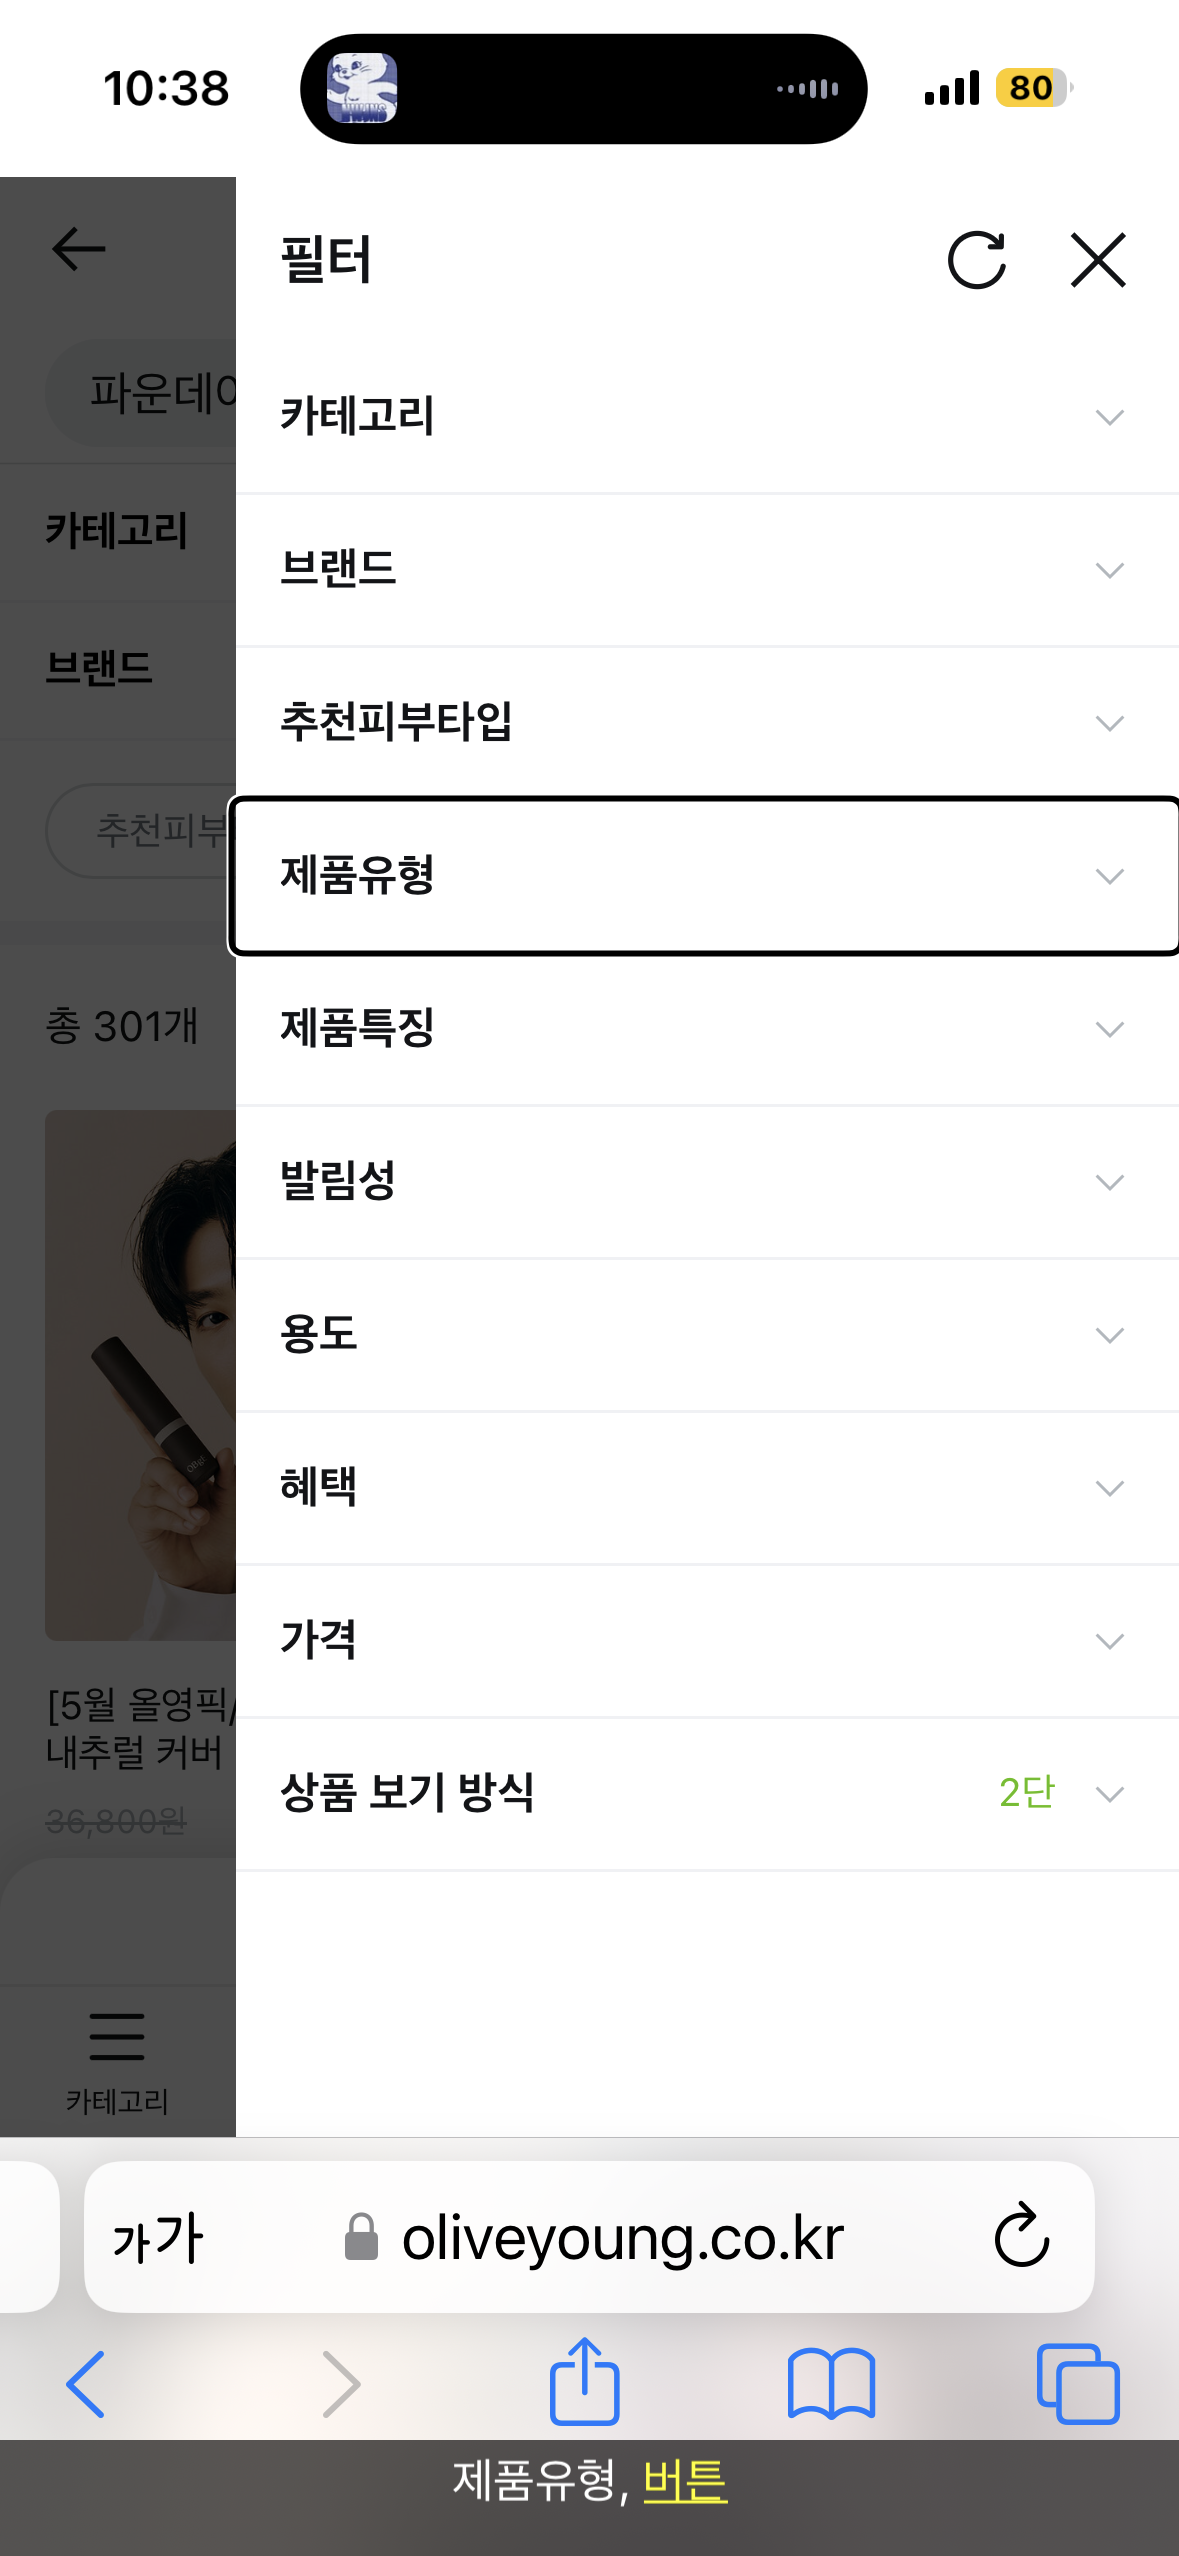 10:38
80
필터
파운데
카테고리
카테고리
브랜드
브랜드
추천피부타입
추천피부
제품유형
총 301개
제품특징
발림성
용도
혜택
가격
[5월 올영픽/
내추럴 커버
상품 보기 방식 2단
36,800원
카테고리
가가 oliveyoung.co.kr
제품유형, 버튼